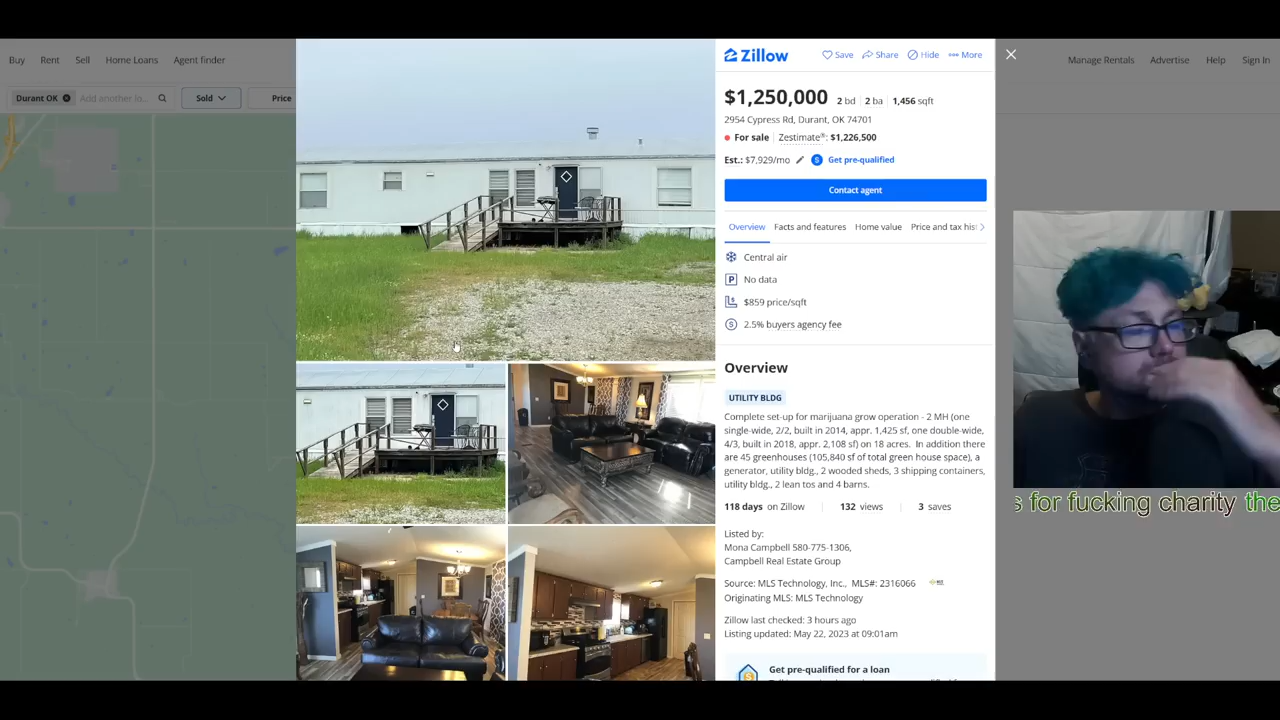 Buy Rent Sell Home Loans Agent finder
Manage Rentals Advertise Help Sign In
Durant OK Add another lo... Sold Price
Zillow Save Share Hide More
$1,250,000 2 bd 2 ba 1,456 sqft
2954 Cypress Rd, Durant, OK 74701
For sale Zestimate®: $1,226,500
Est.: $7,929/mo $ Get pre-qualified
Contact agent
Overview Facts and features Home value Price and tax his
Central air
P No data
$859 price/sqft
$ 2.5% buyers agency fee
Overview
UTILITY BLDG
Complete set-up for marijuana grow operation - 2 MH (one
single-wide, 2/2, built in 2014, appr. 1,425 sf, one double-wide,
4/3, built in 2018, appr. 2,108 sf) on 18 acres. In addition there
are 45 greenhouses (105,840 sf of total green house space), a
generator, utility bldg., 2 wooded sheds, 3 shipping containers,
utility bldg., 2 lean tos and 4 barns.
118 days on Zillow 132 views 3 saves
Listed by:
Mona Campbell 580-775-1306,
Campbell Real Estate Group
Source: MLS Technology, Inc., MLS#: 2316066
Originating MLS: MLS Technology
Zillow last checked: 3 hours ago
Listing updated: May 22, 2023 at 09:01am
Get pre-qualified for a loan
s for fucking charity the